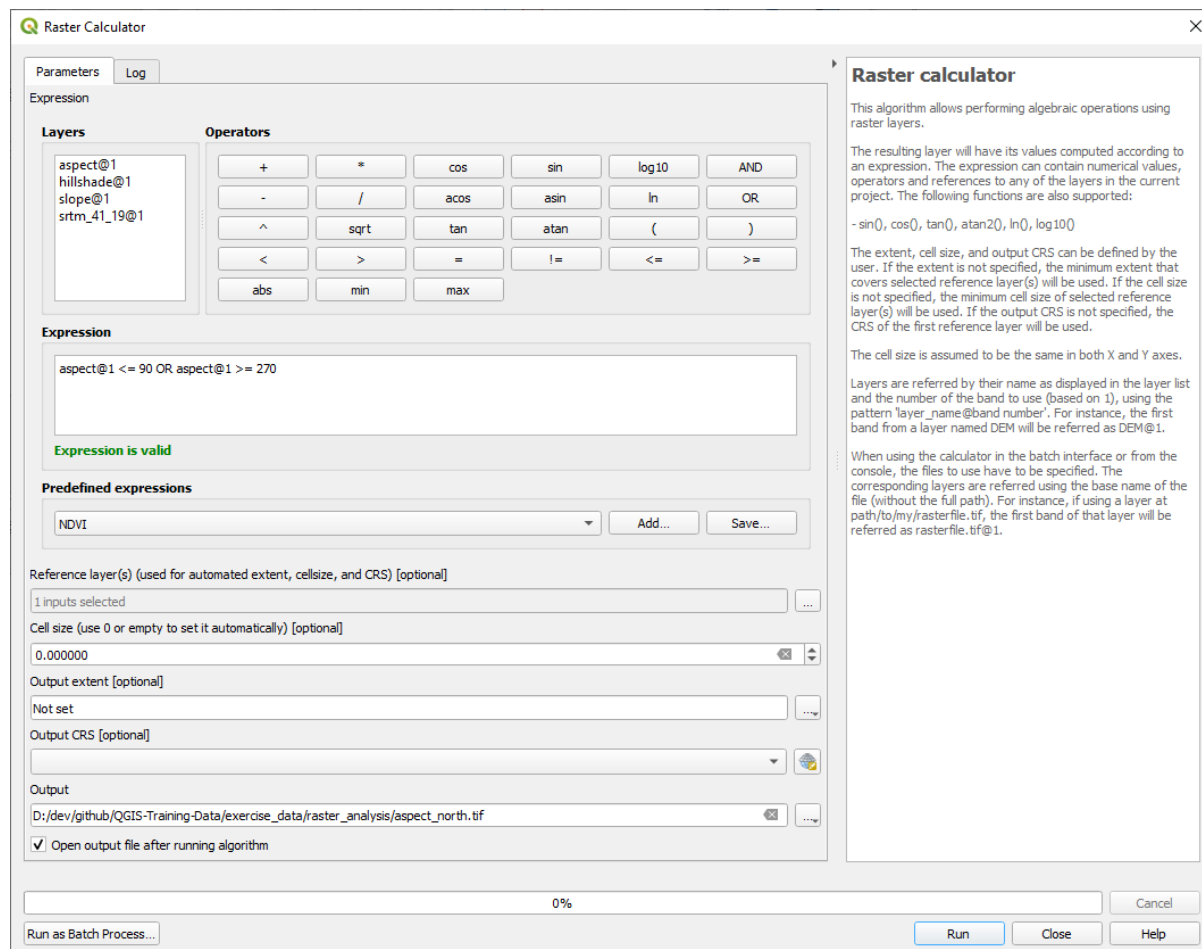 Raster Calculator
Parameters
Log
Expression
Layers
aspect@1
hillshade@1
slope@1
srtm_41_19@1
Operators
+ * cos sin log10 AND
- / acos asin ln OR
^ sqrt tan atan ( )
< > = != <= >=
abs min max
Expression
aspect@1 <= 90 OR aspect@1 >= 270
Expression is valid
Predefined expressions
NDVI
Add...
Save...
Reference layer(s) (used for automated extent, cellsize, and CRS) [optional]
1 inputs selected
...
Cell size (use 0 or empty to set it automatically) [optional]
0.000000
Output extent [optional]
Not set
...
Output CRS [optional]
Output
D:/dev/github/QGIS-Training-Data/exercise_data/raster_analysis/aspect_north.tif
...
Open output file after running algorithm
Raster calculator
This algorithm allows performing algebraic operations using
raster layers.
The resulting layer will have its values computed according to
an expression. The expression can contain numerical values,
operators and references to any of the layers in the current
project. The following functions are also supported:
- sin(), cos(), tan(), atan2(), ln(), log10()
The extent, cell size, and output CRS can be defined by the
user. If the extent is not specified, the minimum extent that
covers selected reference layer(s) will be used. If the cell size
is not specified, the minimum cell size of selected reference
layer(s) will be used. If the output CRS is not specified, the
CRS of the first reference layer will be used.
The cell size is assumed to be the same in both X and Y axes.
Layers are referred by their name as displayed in the layer list
and the number of the band to use (based on 1), using the
pattern 'layer_name@band number'. For instance, the first
band from a layer named DEM will be referred as DEM@1.
When using the calculator in the batch interface or from the
console, the files to use have to be specified. The
corresponding layers are referred using the base name of the
file (without the full path). For instance, if using a layer at
path/to/my/rasterfile.tif, the first band of that layer will be
referred as rasterfile.tif@1.
0%
Cancel
Run as Batch Process...
Run
Close
Help